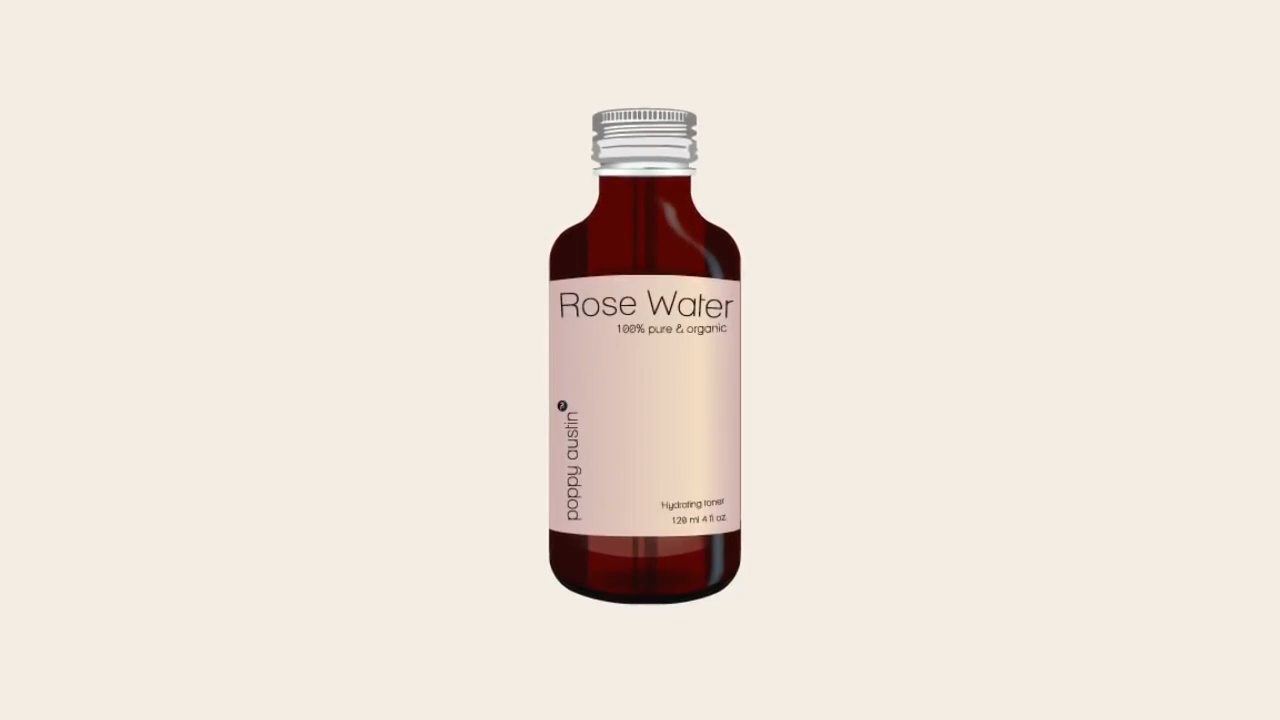 Rose Water
100% pure & organic
poppy austin
Hydrating toner
120 ml 4 fl oz.